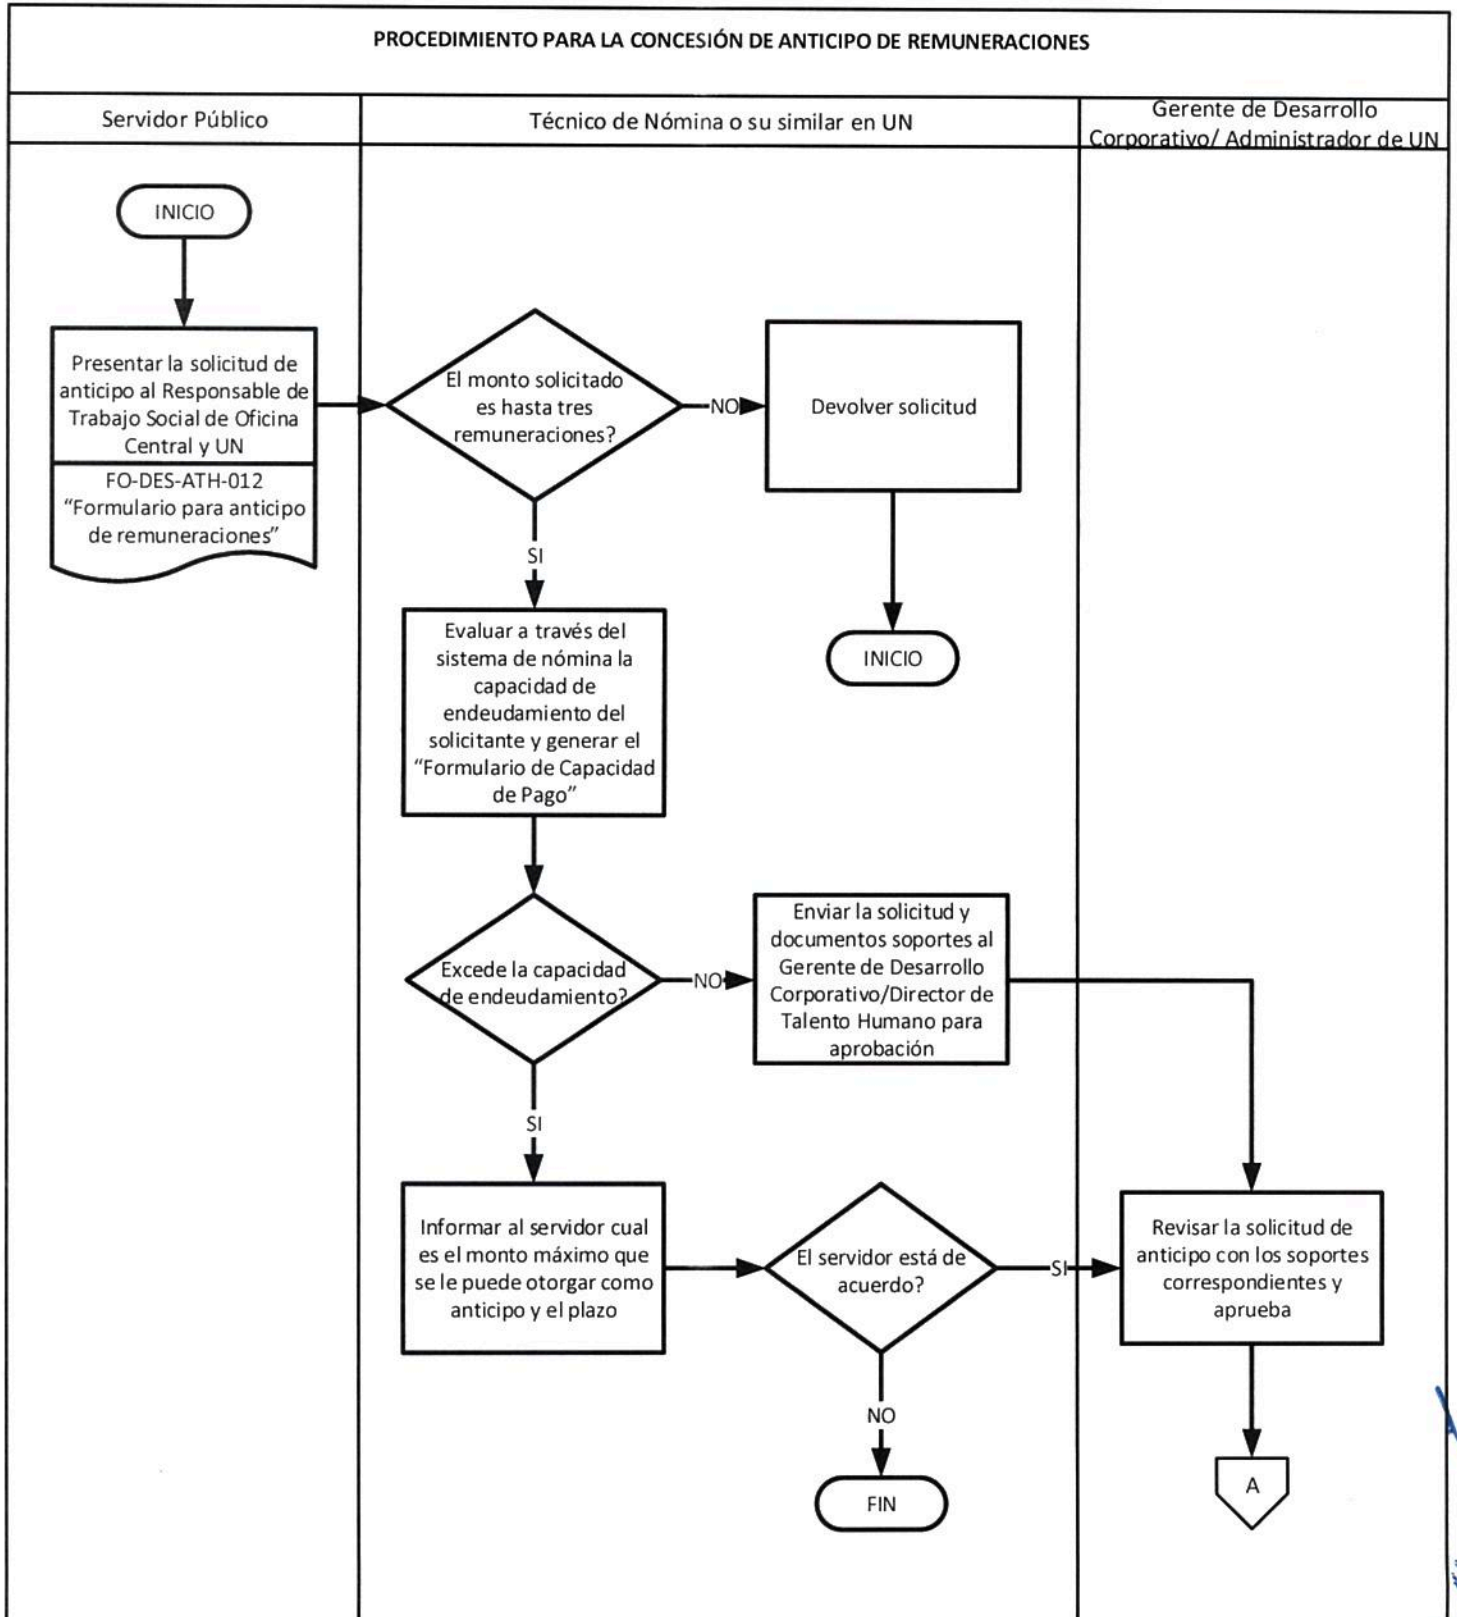 PROCEDIMIENTO PARA LA CONCESIÓN DE ANTICIPO DE REMUNERACIONES
Servidor Público
Técnico de Nómina o su similar en UN
Gerente de Desarrollo
Corporativo/ Administrador de UN
INICIO
Presentar la solicitud de
anticipo al Responsable de
Trabajo Social de Oficina
Central y UN
FO-DES-ATH-012
“Formulario para anticipo
de remuneraciones”
El monto solicitado
es hasta tres
remuneraciones?
NO
Devolver solicitud
INICIO
SI
Evaluar a través del
sistema de nómina la
capacidad de
endeudamiento del
solicitante y generar el
“Formulario de Capacidad
de Pago”
Excede la capacidad
de endeudamiento?
NO
Enviar la solicitud y
documentos soportes al
Gerente de Desarrollo
Corporativo/Director de
Talento Humano para
aprobación
SI
Informar al servidor cual
es el monto máximo que
se le puede otorgar como
anticipo y el plazo
El servidor está de
acuerdo?
SI
Revisar la solicitud de
anticipo con los soportes
correspondientes y
aprueba
NO
FIN
A